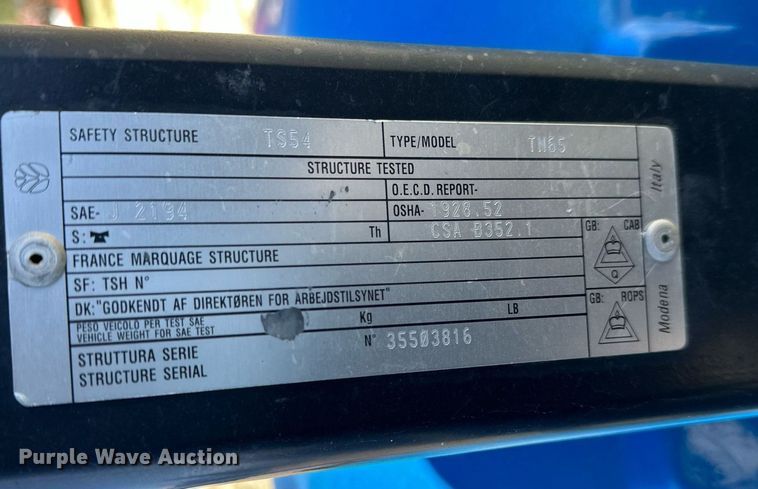 SAFETY STRUCTURE TS54 TYPE/MODEL TN65
STRUCTURE TESTED
O.E.C.D. REPORT-
SAE- J 2194 OSHA- 1928.52
S: Th CSA B352.1
FRANCE MARQUAGE STRUCTURE
SF: TSH N°
DK:"GODKENDT AF DIREKTØREN FOR ARBEJDSTILSYNET"
PESO VEICOLO PER TEST SAE
VEHICLE WEIGHT FOR SAE TEST Kg LB
STRUTTURA SERIE N° 35503816
STRUCTURE SERIAL
GB: CAB
Q
GB: ROPS
Modena Italy
Purple Wave Auction